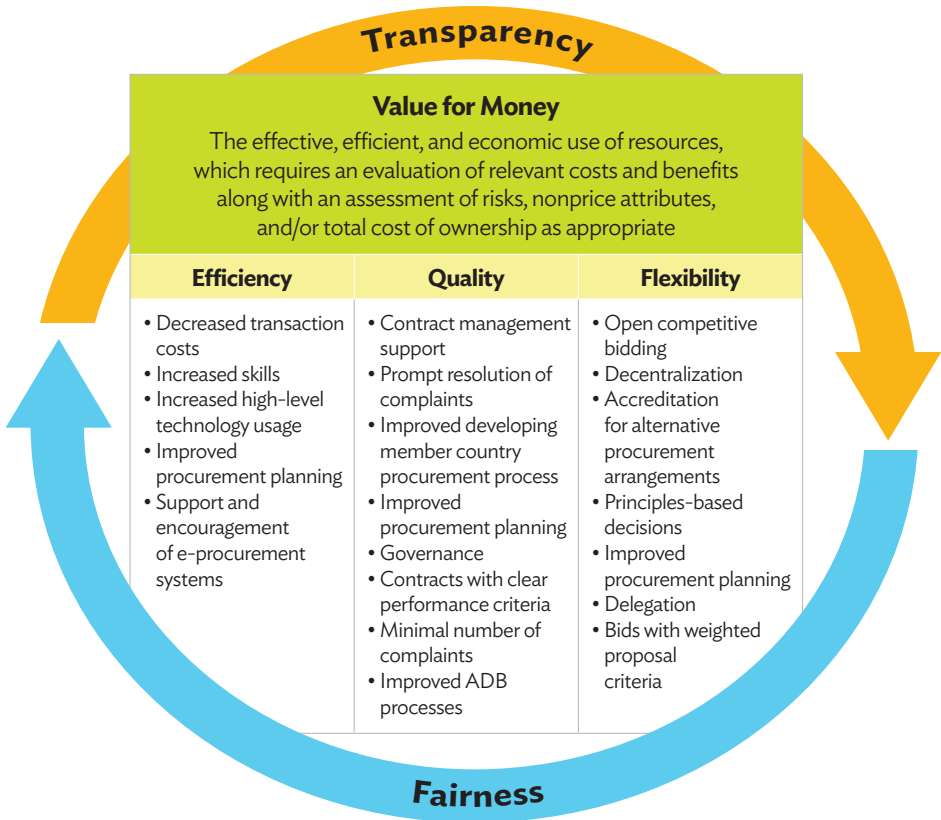 Transparency
Value for Money
The effective, efficient, and economic use of resources,
which requires an evaluation of relevant costs and benefits
along with an assessment of risks, nonprice attributes,
and/or total cost of ownership as appropriate
Efficiency
• Decreased transaction
costs
• Increased skills
• Increased high-level
technology usage
• Improved
procurement planning
• Support and
encouragement
of e-procurement
systems
Quality
• Contract management
support
• Prompt resolution of
complaints
• Improved developing
member country
procurement process
• Improved
procurement planning
• Governance
• Contracts with clear
performance criteria
• Minimal number of
complaints
• Improved ADB
processes
Flexibility
• Open competitive
bidding
• Decentralization
• Accreditation
for alternative
procurement
arrangements
• Principles-based
decisions
• Improved
procurement planning
• Delegation
• Bids with weighted
proposal
criteria
Fairness